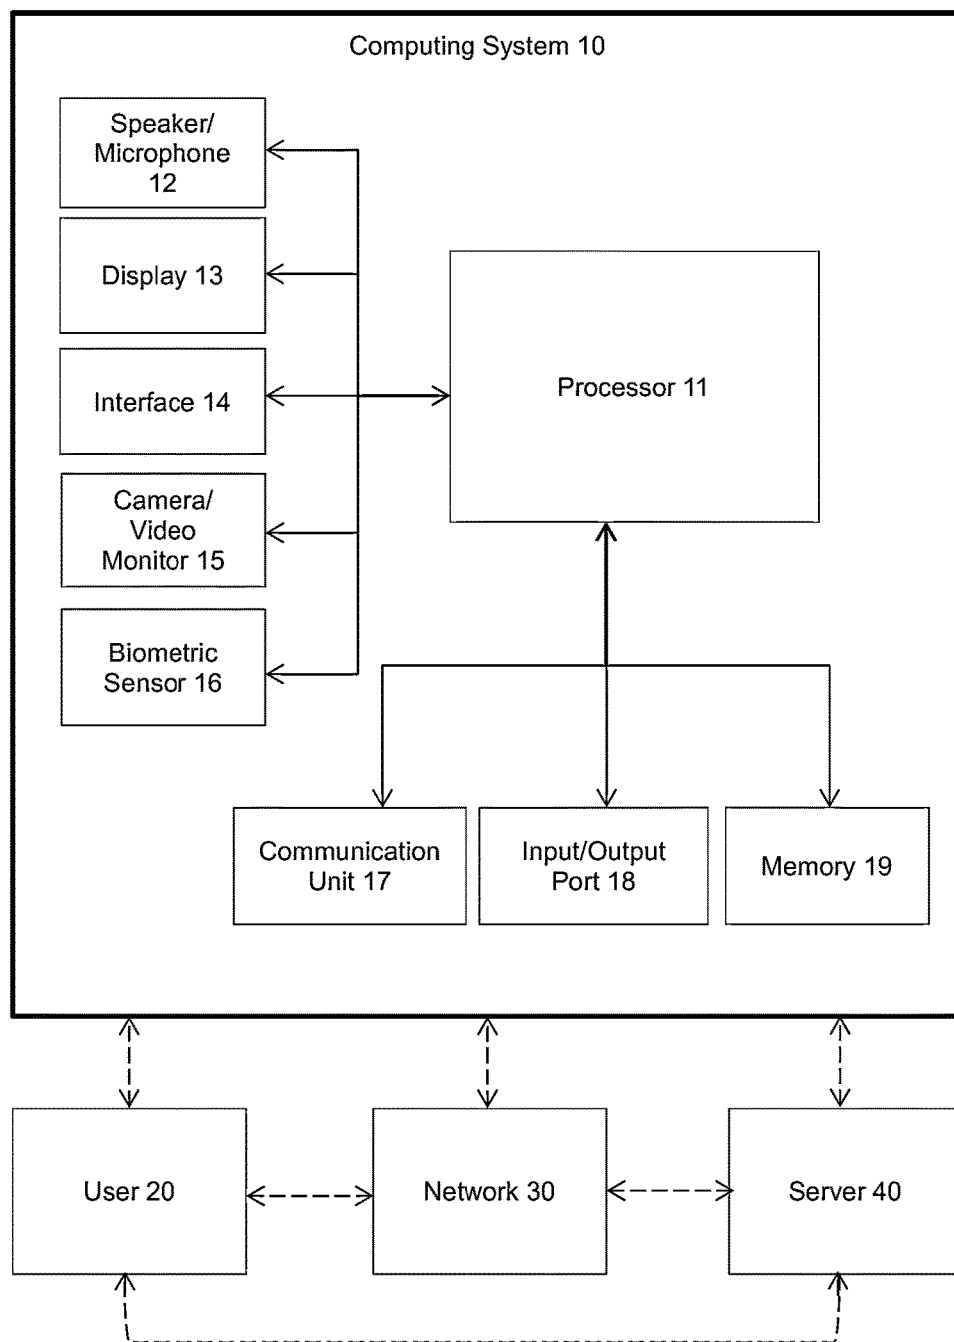 Computing System 10
Speaker/
Microphone
12
Display 13
Interface 14
Camera/
Video
Monitor 15
Biometric
Sensor 16
Processor 11
Communication
Unit 17
Input/Output
Port 18
Memory 19
User 20
Network 30
Server 40